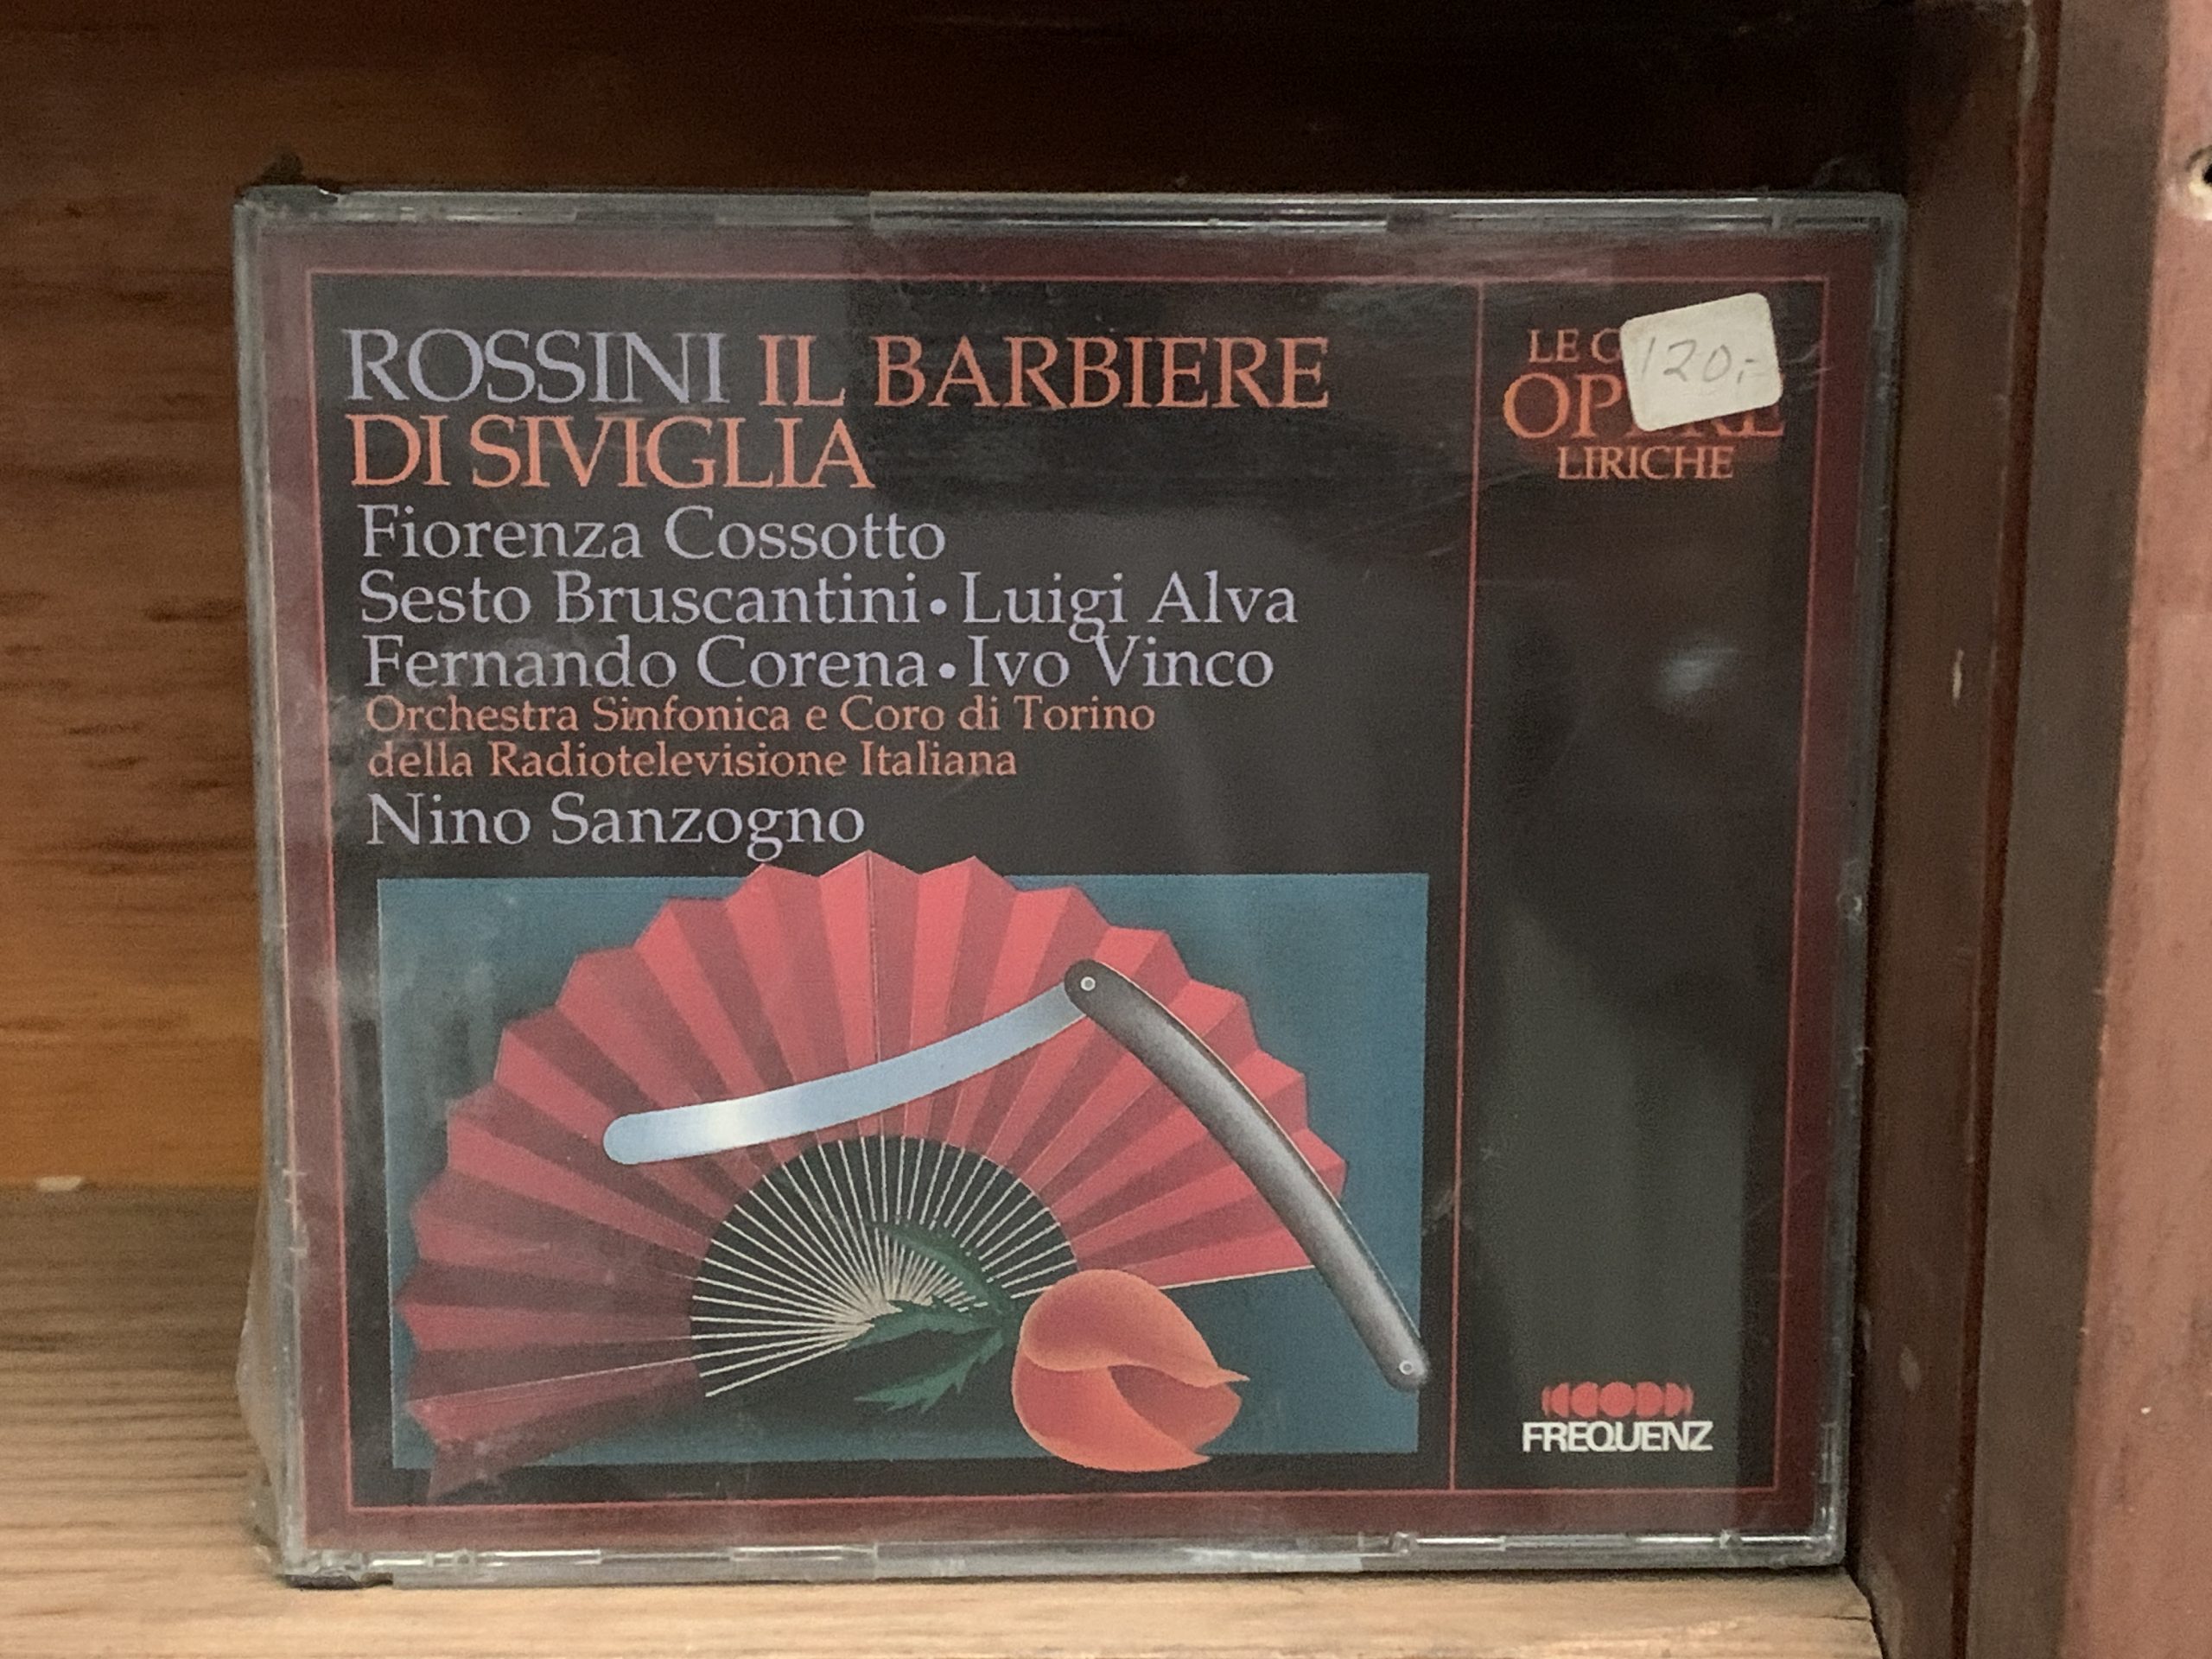 ROSSINI IL BARBIERE
DI SIVIGLIA
Fiorenza Cossotto
Sesto Bruscantini • Luigi Alva
Fernando Corena • Ivo Vinco
Orchestra Sinfonica e Coro di Torino
della Radiotelevisione Italiana
Nino Sanzogno
LE
120,-
LIRICHE
FREQUENZ